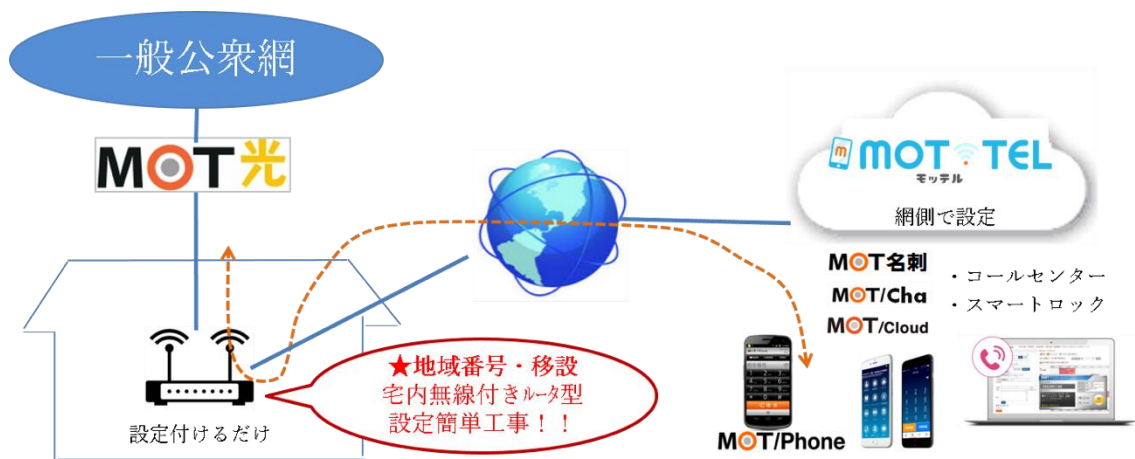 一般公衆網
MOT光
MOT TEL
モッテル
網側で設定
MOT名刺
MOT/Cha
MOT/Cloud
・コールセンター
・スマートロック
★地域番号・移設
宅内無線付きルータ型
設定簡単工事！！
設定付けるだけ
MOT/Phone